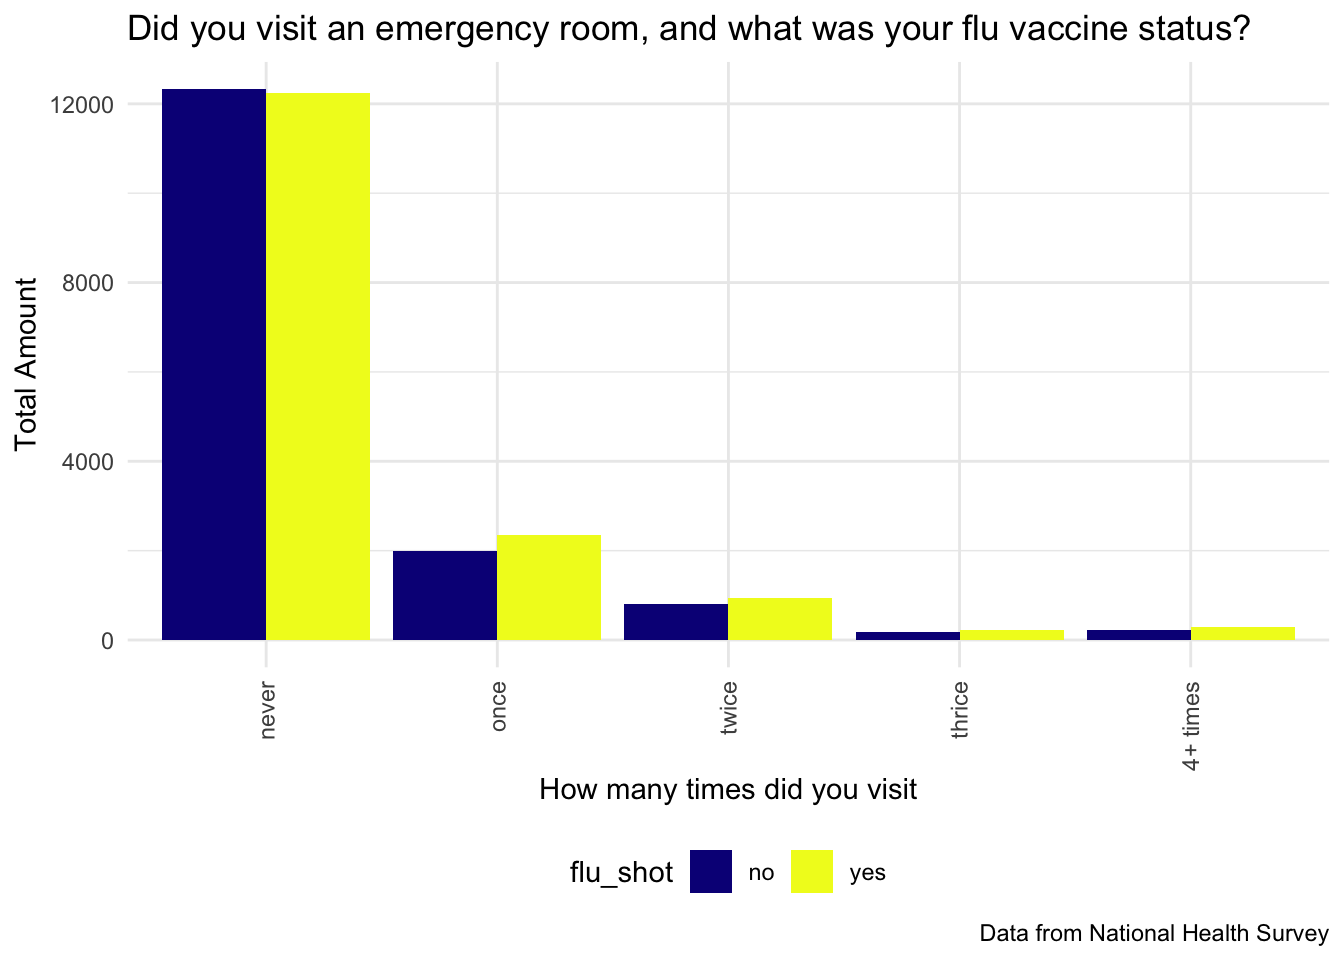 Did you visit an emergency room, and what was your flu vaccine status?
Total Amount
12000
8000
4000
0
never
once
twice
thrice
4+ times
How many times did you visit
flu_shot no yes
Data from National Health Survey